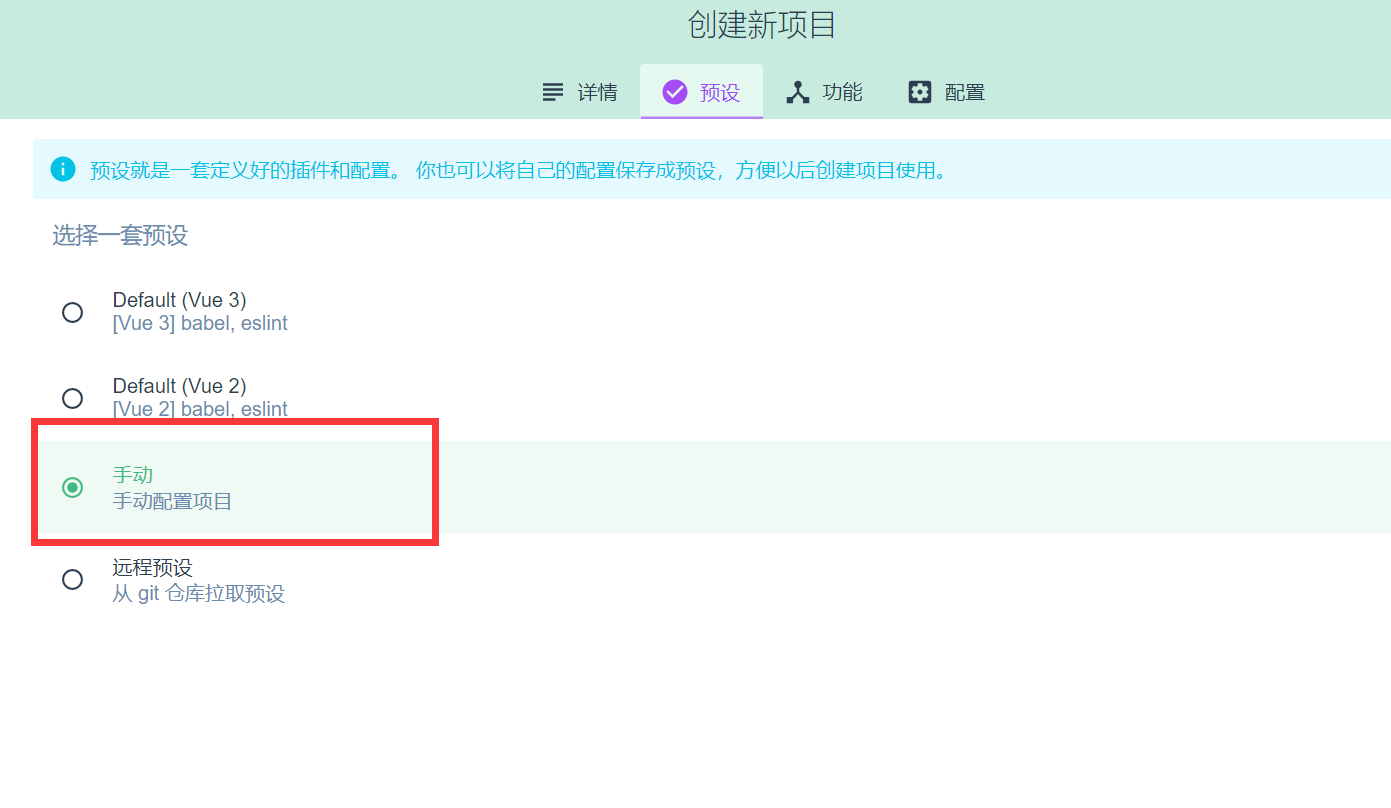 创建新项目
详情 预设 功能 配置
预设就是一套定义好的插件和配置。 你也可以将自己的配置保存成预设，方便以后创建项目使用。
选择一套预设
Default (Vue 3)
[Vue 3] babel, eslint
Default (Vue 2)
[Vue 2] babel, eslint
手动
手动配置项目
远程预设
从 git 仓库拉取预设